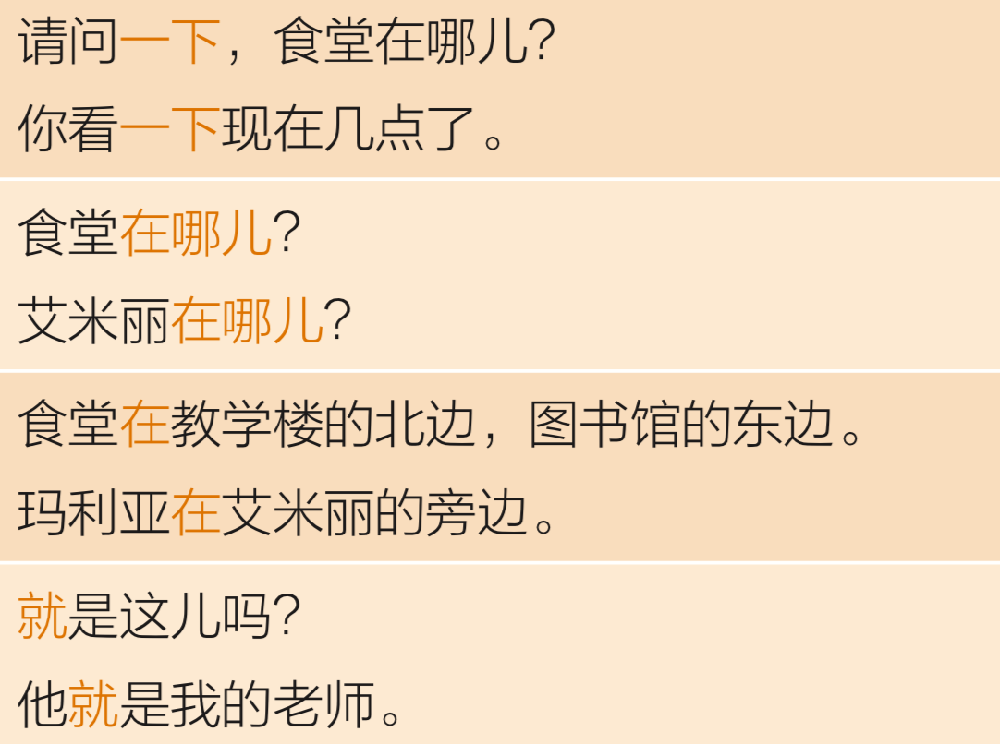 请问一下，食堂在哪儿？
你看一下现在几点了。
食堂在哪儿？
艾米丽在哪儿？
食堂在教学楼的北边，图书馆的东边。
玛利亚在艾米丽的旁边。
就是这儿吗？
他就是我的老师。